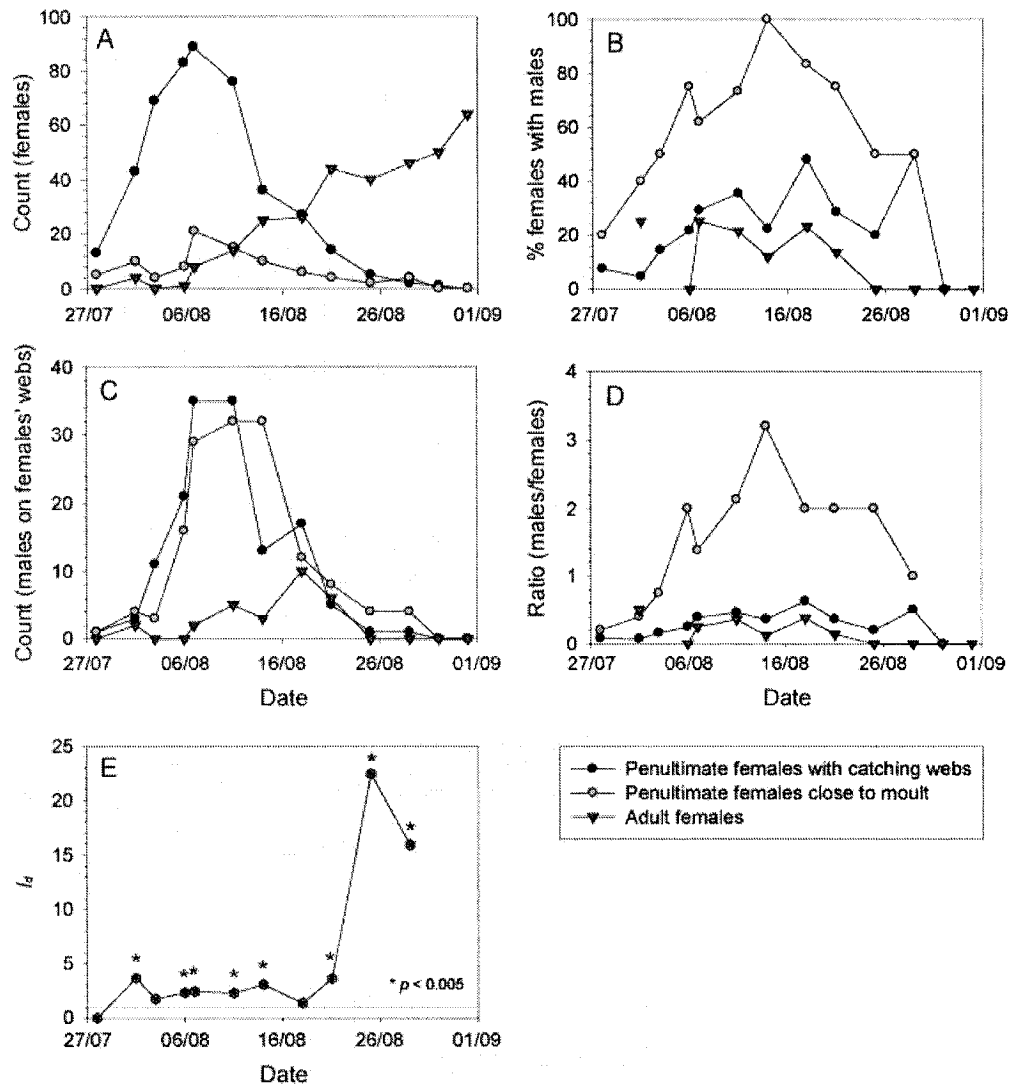 A
Count (females)
100
80
60
40
20
0
27/07 06/08 16/08 26/08 01/09
B
% females with males
100
80
60
40
20
0
27/07 06/08 16/08 26/08 01/09
C
Count (males on females' webs)
40
30
20
10
0
27/07 06/08 16/08 26/08 01/09
Date
D
Ratio (males/females)
4
3
2
1
0
27/07 06/08 16/08 26/08 01/09
Date
E
I_d
25
20
15
10
5
0
* * * * * * * *
* p < 0.005
27/07 06/08 16/08 26/08 01/09
Date
Penultimate females with catching webs
Penultimate females close to moult
Adult females